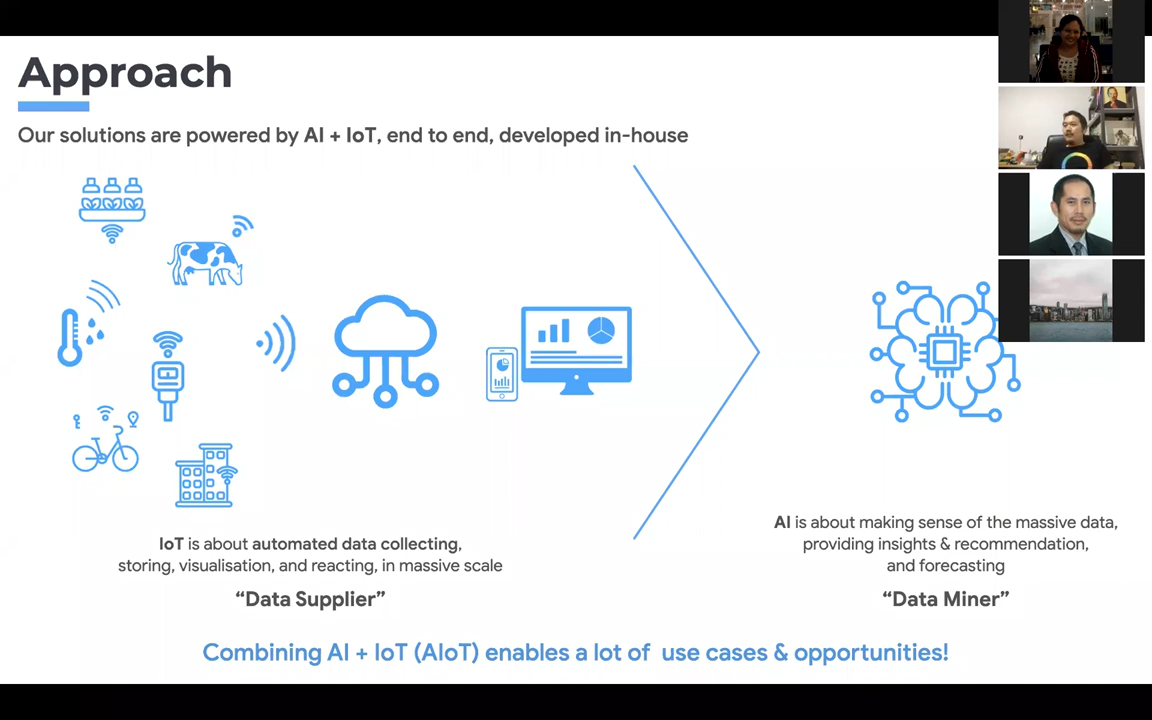 Approach
Our solutions are powered by AI + IoT, end to end, developed in-house
IoT is about automated data collecting,
storing, visualisation, and reacting, in massive scale
“Data Supplier”
AI is about making sense of the massive data,
providing insights & recommendation,
and forecasting
“Data Miner”
Combining AI + IoT (AIoT) enables a lot of use cases & opportunities!